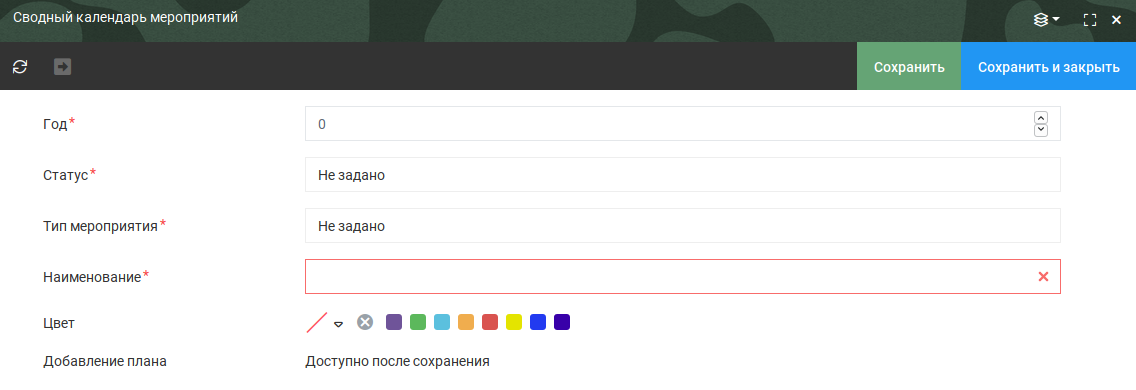 Сводный календарь мероприятий
Сохранить
Сохранить и закрыть
Год*
0
Статус*
Не задано
Тип мероприятия*
Не задано
Наименование*
Цвет
Добавление плана
Доступно после сохранения